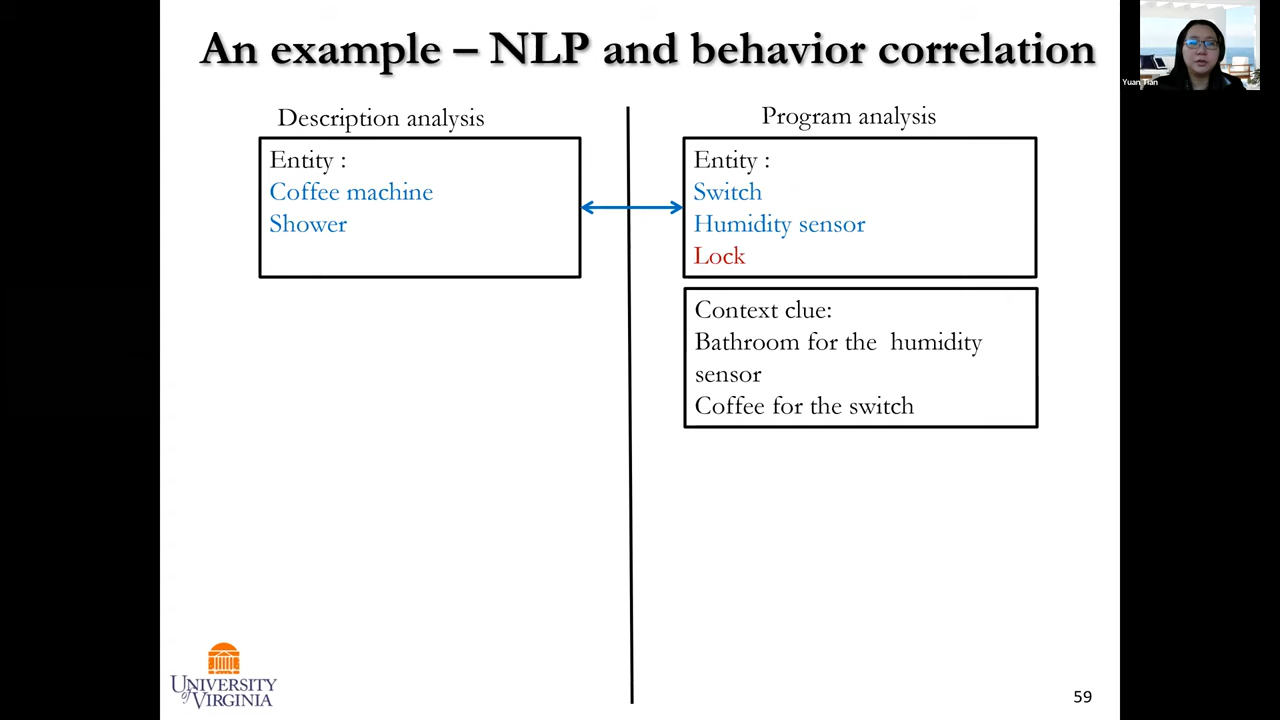 An example – NLP and behavior correlation
Yuan Tian
Description analysis
Entity :
Coffee machine
Shower
Program analysis
Entity :
Switch
Humidity sensor
Lock
Context clue:
Bathroom for the humidity
sensor
Coffee for the switch
UNIVERSITY
of VIRGINIA
59